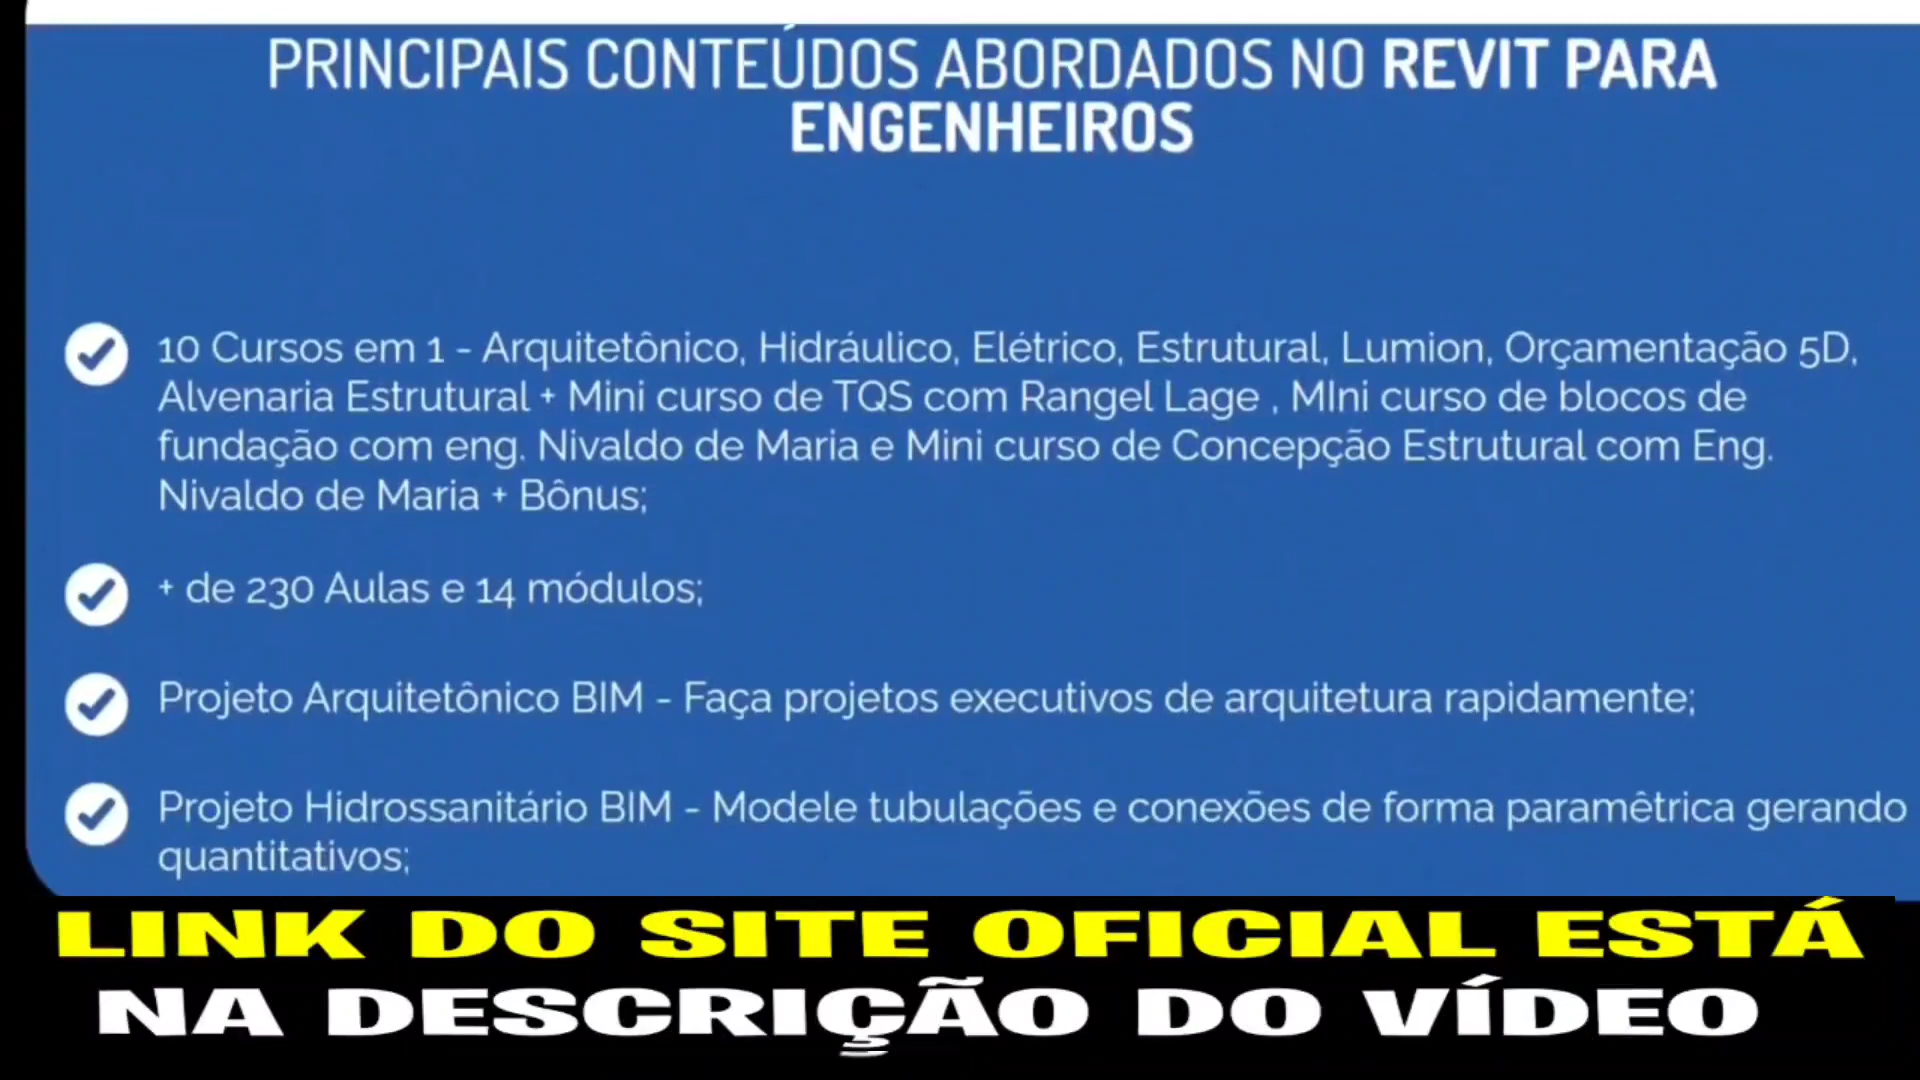 PRINCIPAIS CONTEÚDOS ABORDADOS NO REVIT PARA
ENGENHEIROS
10 Cursos em 1 - Arquitetônico, Hidráulico, Elétrico, Estrutural, Lumion, Orçamentação 5D,
Alvenaria Estrutural + Mini curso de TQS com Rangel Lage , MIni curso de blocos de
fundação com eng. Nivaldo de Maria e Mini curso de Concepção Estrutural com Eng.
Nivaldo de Maria + Bônus;
+ de 230 Aulas e 14 módulos;
Projeto Arquitetônico BIM - Faça projetos executivos de arquitetura rapidamente;
Projeto Hidrossanitário BIM - Modele tubulações e conexões de forma paramêtrica gerando
quantitativos;
LINK DO SITE OFICIAL ESTÁ
NA DESCRIÇÃO DO VÍDEO